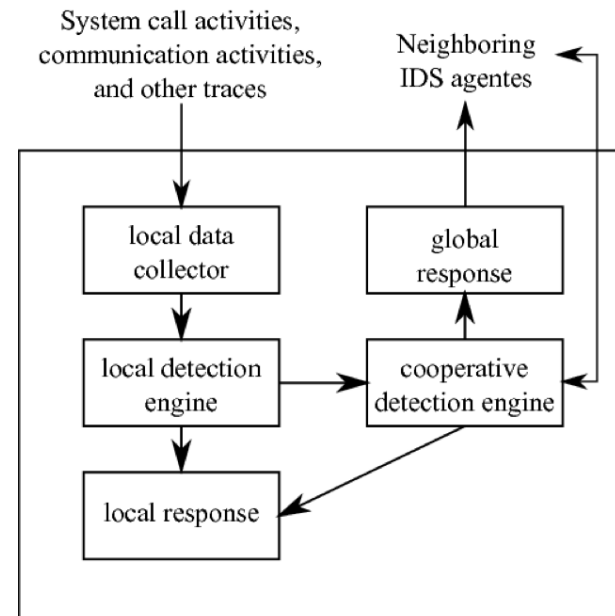 System call activities,
communication activities,
and other traces
Neighboring
IDS agentes
local data
collector
global
response
local detection
engine
cooperative
detection engine
local response